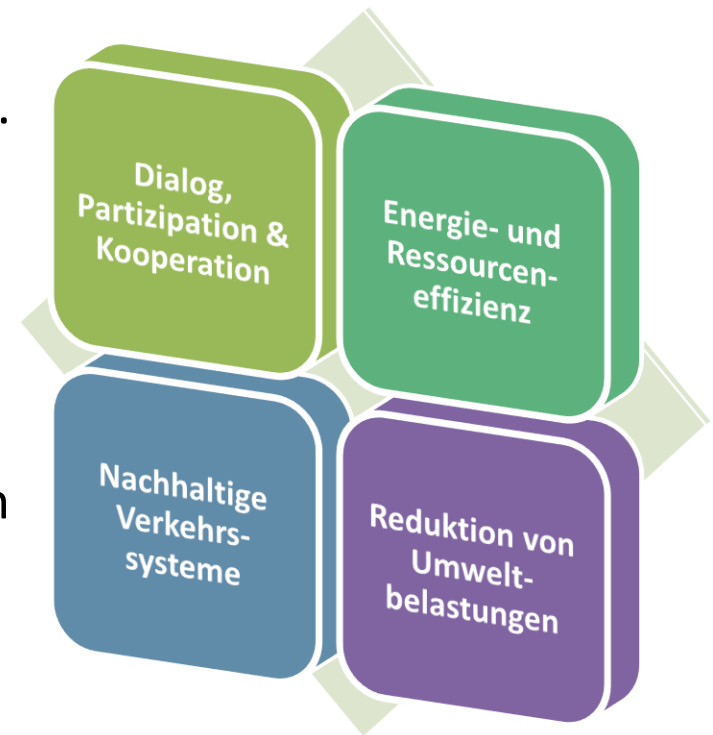 .
Dialog,
Partizipation &
Kooperation
Energie- und
Ressourcen-
effizienz
n
Nachhaltige
Verkehrs-
systeme
Reduktion von
Umwelt-
belastungen